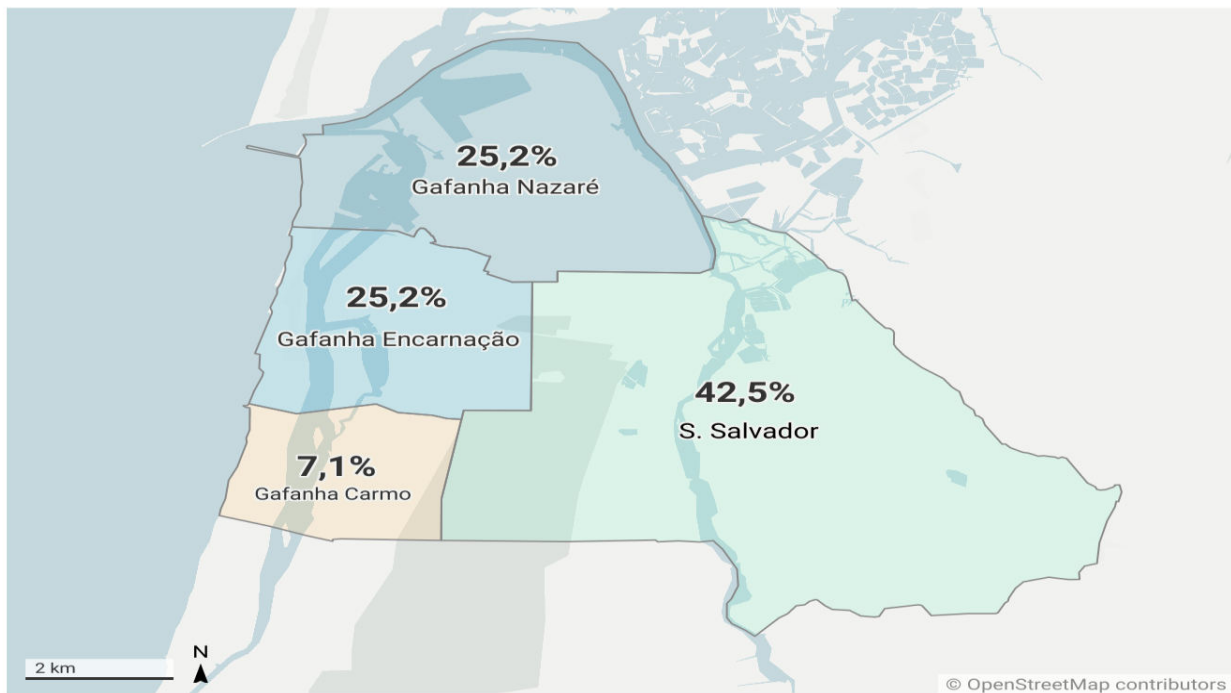 25,2%
Gafanha Nazaré
25,2%
Gafanha Encarnação
42,5%
S. Salvador
7,1%
Gafanha Carmo
2 km
N
© OpenStreetMap contributors